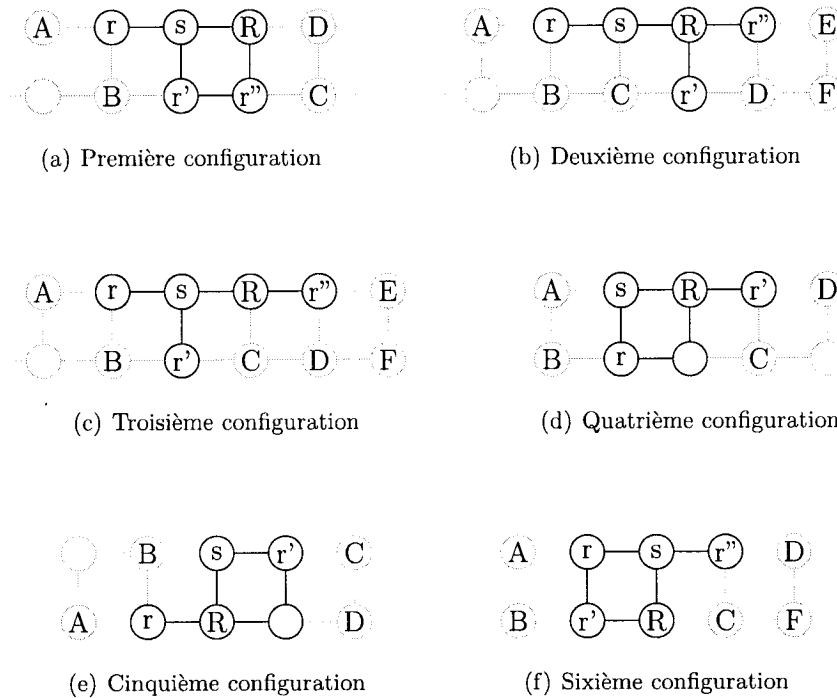 A r s R D
B r' r" C
(a) Première configuration
A r s R r" E
B C r' D F
(b) Deuxième configuration
A r s R r" E
B r' C D F
(c) Troisième configuration
A s R r' D
B r C
(d) Quatrième configuration
B s r' C
A r R D
(e) Cinquième configuration
A r s r" D
B r' R C F
(f) Sixième configuration